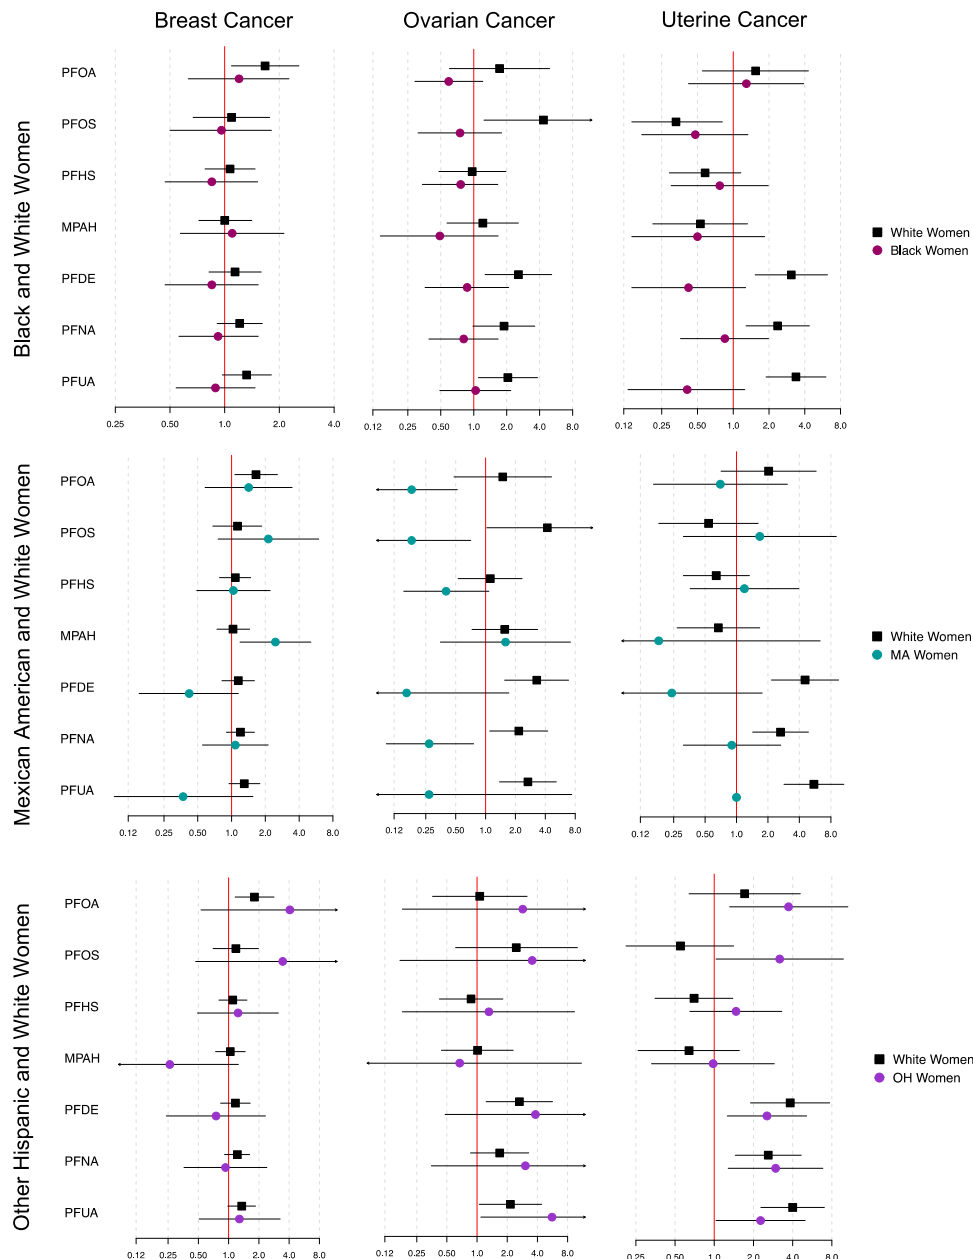 Breast Cancer Ovarian Cancer Uterine Cancer
Black and White Women
PFOA
PFOS
PFHS
MPAH
PFDE
PFNA
PFUA
White Women
Black Women
0.25 0.50 1.0 2.0 4.0
0.12 0.25 0.50 1.0 2.0 4.0 8.0
0.12 0.25 0.50 1.0 2.0 4.0 8.0
Mexican American and White Women
PFOA
PFOS
PFHS
MPAH
PFDE
PFNA
PFUA
White Women
MA Women
0.12 0.25 0.50 1.0 2.0 4.0 8.0
0.12 0.25 0.50 1.0 2.0 4.0 8.0
0.12 0.25 0.50 1.0 2.0 4.0 8.0
Other Hispanic and White Women
PFOA
PFOS
PFHS
MPAH
PFDE
PFNA
PFUA
White Women
OH Women
0.12 0.25 0.50 1.0 2.0 4.0 8.0
0.12 0.25 0.50 1.0 2.0 4.0 8.0
0.25 0.50 1.0 2.0 4.0 8.0